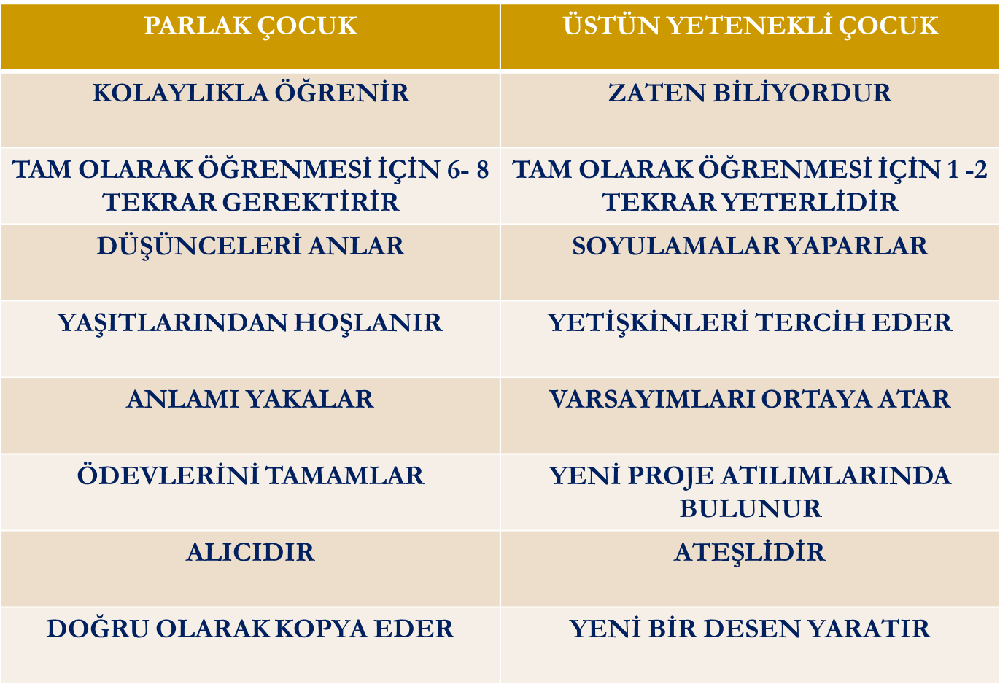 PARLAK ÇOCUK
ÜSTÜN YETENEKLİ ÇOCUK
KOLAYLIKLA ÖĞRENİR
ZATEN BİLİYORDUR
TAM OLARAK ÖĞRENMESİ İÇİN 6- 8
TEKRAR GEREKTİRİR
TAM OLARAK ÖĞRENMESİ İÇİN 1 -2
TEKRAR YETERLİDİR
DÜŞÜNCELERİ ANLAR
SOYULAMALAR YAPARLAR
YAŞITLARINDAN HOŞLANIR
YETİŞKİNLERİ TERCİH EDER
ANLAMI YAKALAR
VARSAYIMLARI ORTAYA ATAR
ÖDEVLERİNİ TAMAMLAR
YENİ PROJE ATILIMLARINDA
BULUNUR
ALICIDIR
ATEŞLİDİR
DOĞRU OLARAK KOPYA EDER
YENİ BİR DESEN YARATIR